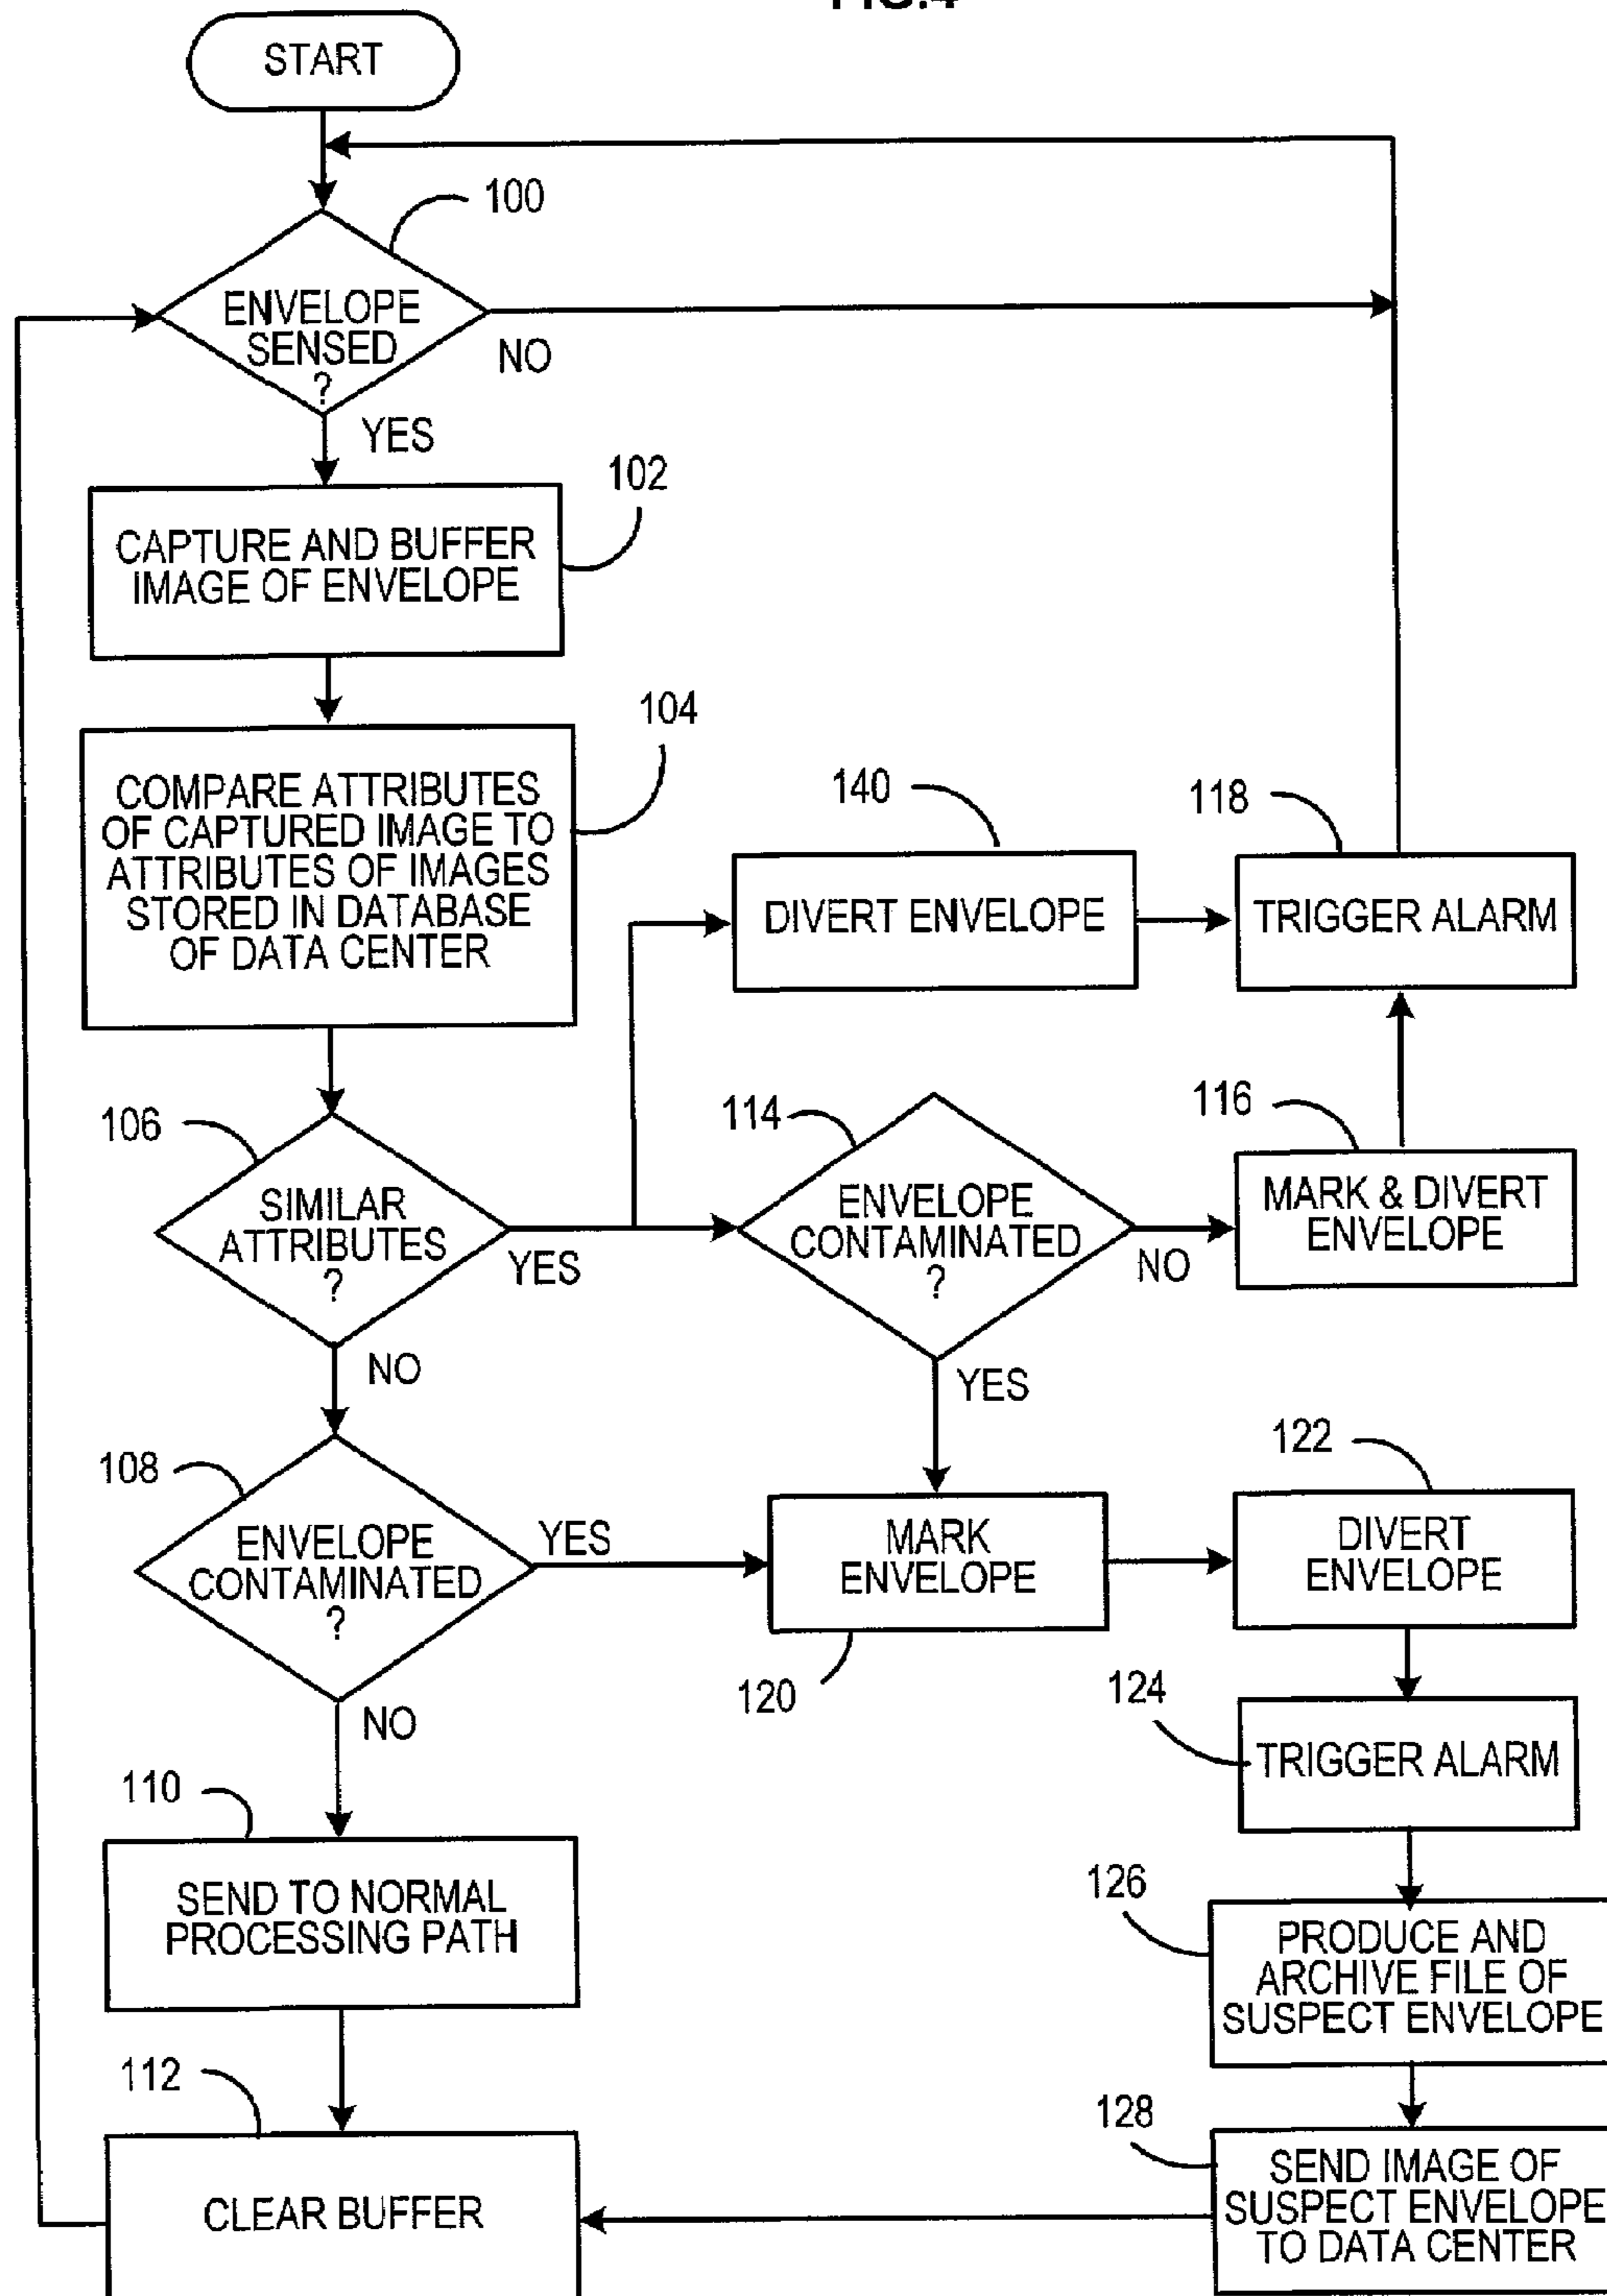 START
100
ENVELOPE
SENSED
?
NO
YES
102
CAPTURE AND BUFFER
IMAGE OF ENVELOPE
104
COMPARE ATTRIBUTES
OF CAPTURED IMAGE TO
ATTRIBUTES OF IMAGES
STORED IN DATABASE
OF DATA CENTER
140
DIVERT ENVELOPE
118
TRIGGER ALARM
106
SIMILAR
ATTRIBUTES
?
YES
NO
114
ENVELOPE
CONTAMINATED
?
NO
YES
116
MARK & DIVERT
ENVELOPE
108
ENVELOPE
CONTAMINATED
?
YES
NO
MARK
ENVELOPE
120
122
DIVERT
ENVELOPE
124
TRIGGER ALARM
110
SEND TO NORMAL
PROCESSING PATH
126
PRODUCE AND
ARCHIVE FILE OF
SUSPECT ENVELOPE
112
CLEAR BUFFER
128
SEND IMAGE OF
SUSPECT ENVELOPE
TO DATA CENTER